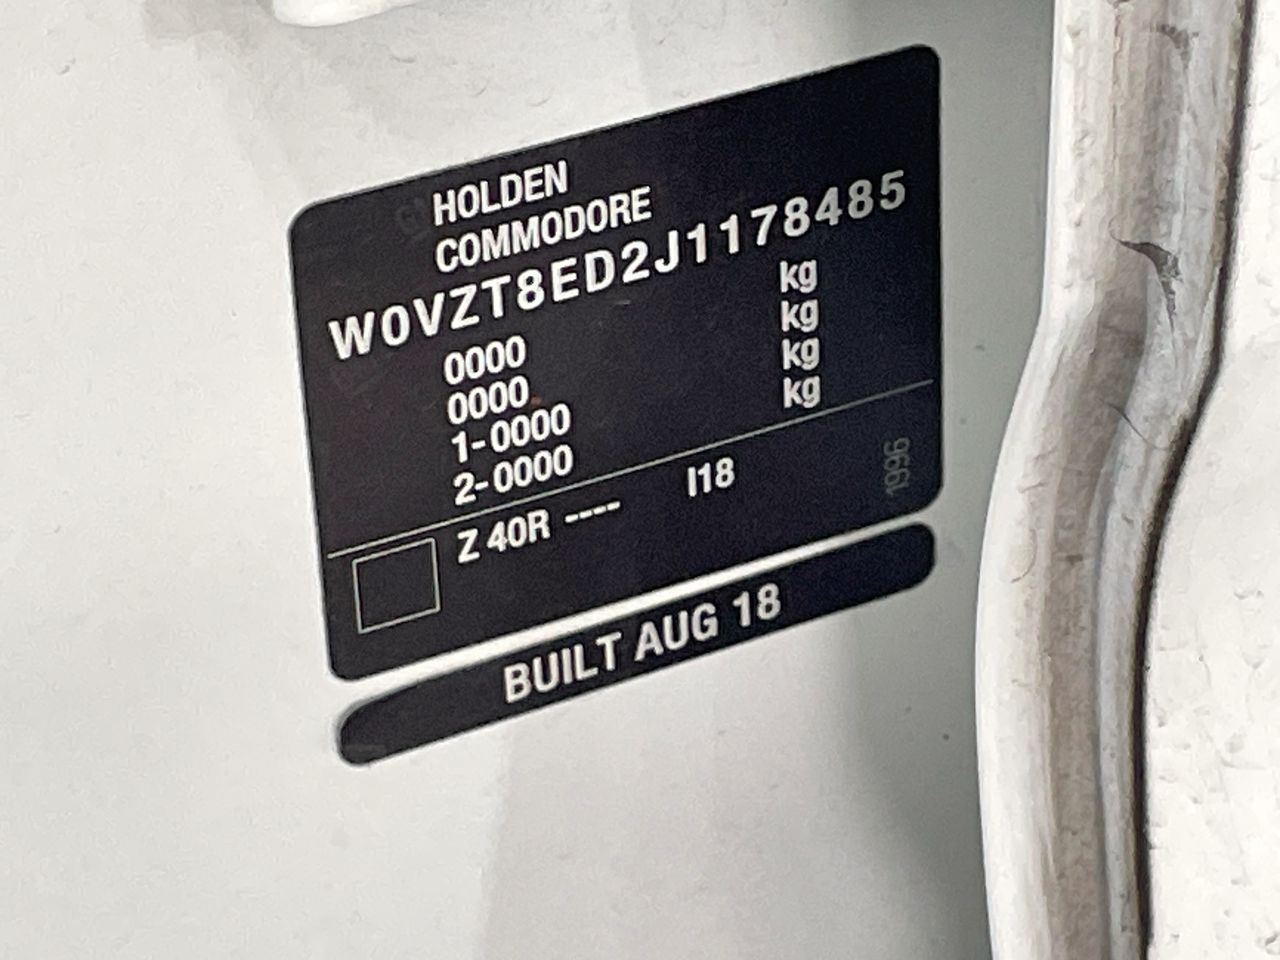 HOLDEN
COMMODORE
W0VZT8ED2J1178485
0000 kg
0000 kg
1-0000 kg
2-0000 kg
Z 40R ---- I18
1996
BUILT AUG 18